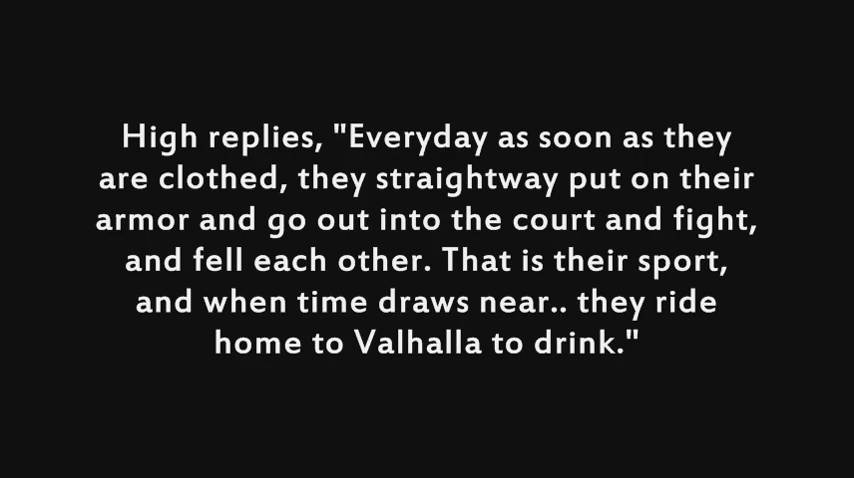 High replies, "Everyday as soon as they
are clothed, they straightway put on their
armor and go out into the court and fight,
and fell each other. That is their sport,
and when time draws near.. they ride
home to Valhalla to drink."